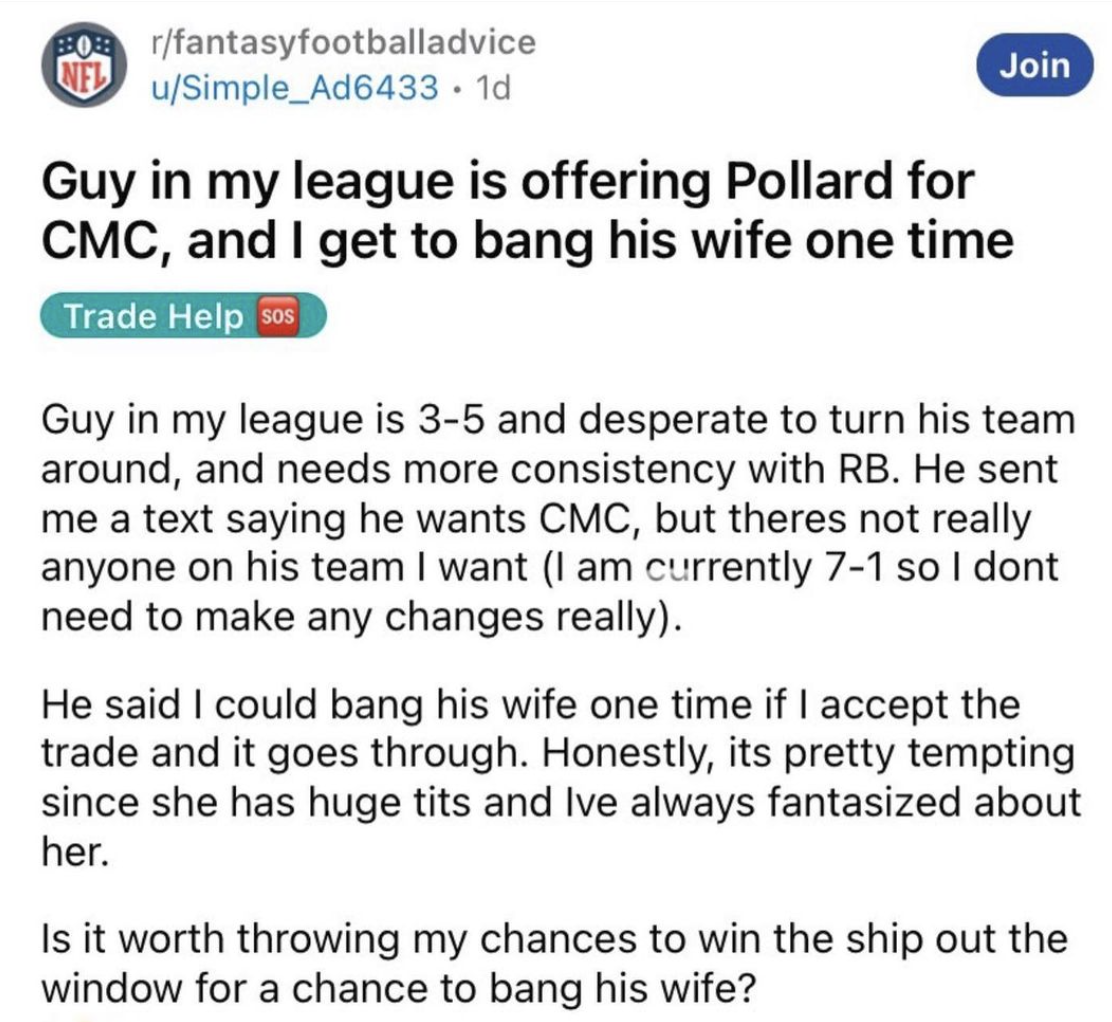 NFL
r/fantasyfootballadvice
u/Simple_Ad6433 • 1d
Join
Guy in my league is offering Pollard for
CMC, and I get to bang his wife one time
Trade Help SOS
Guy in my league is 3-5 and desperate to turn his team
around, and needs more consistency with RB. He sent
me a text saying he wants CMC, but theres not really
anyone on his team I want (I am currently 7-1 so I dont
need to make any changes really).
He said I could bang his wife one time if I accept the
trade and it goes through. Honestly, its pretty tempting
since she has huge tits and Ive always fantasized about
her.
Is it worth throwing my chances to win the ship out the
window for a chance to bang his wife?